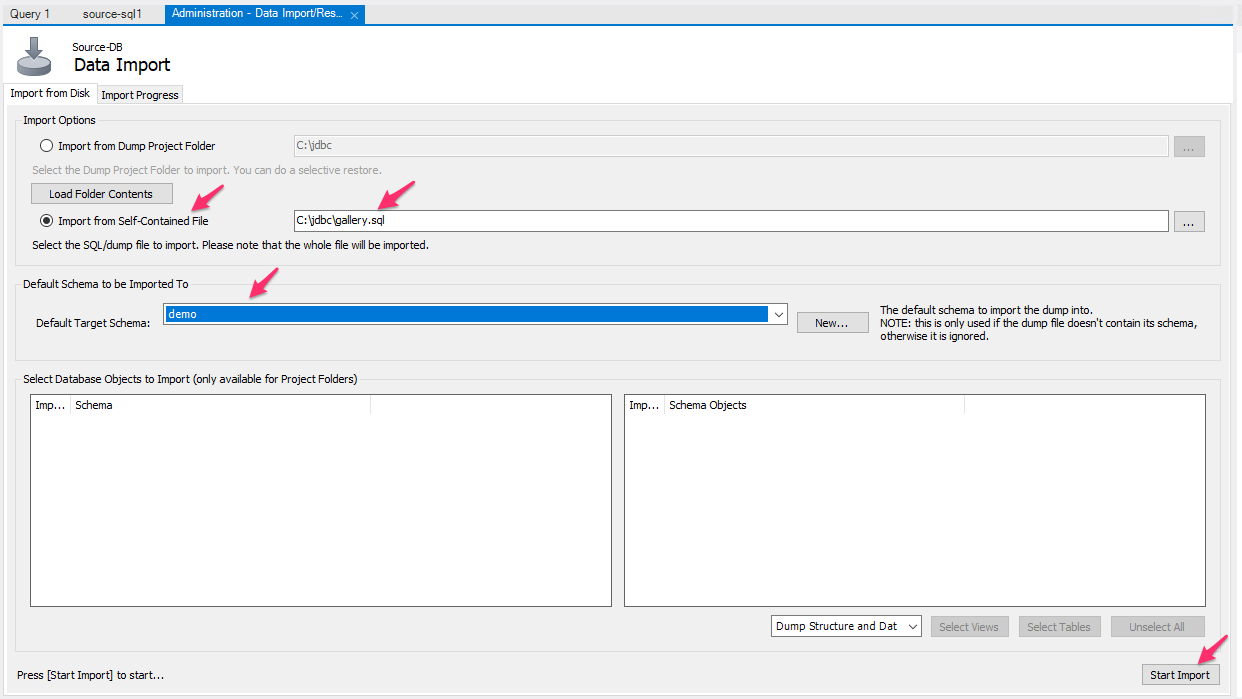 Query 1 source-sql1 Administration - Data Import/Res...
Source-DB
Data Import
Import from Disk Import Progress
Import Options
Import from Dump Project Folder C:\jdbc ...
Select the Dump Project Folder to import. You can do a selective restore.
Load Folder Contents
Import from Self-Contained File C:\jdbc\gallery.sql ...
Select the SQL/dump file to import. Please note that the whole file will be imported.
Default Schema to be Imported To
Default Target Schema: demo New...
The default schema to import the dump into.
NOTE: this is only used if the dump file doesn't contain its schema,
otherwise it is ignored.
Select Database Objects to Import (only available for Project Folders)
Imp... Schema Imp... Schema Objects
Dump Structure and Dat Select Views Select Tables Unselect All
Press [Start Import] to start... Start Import